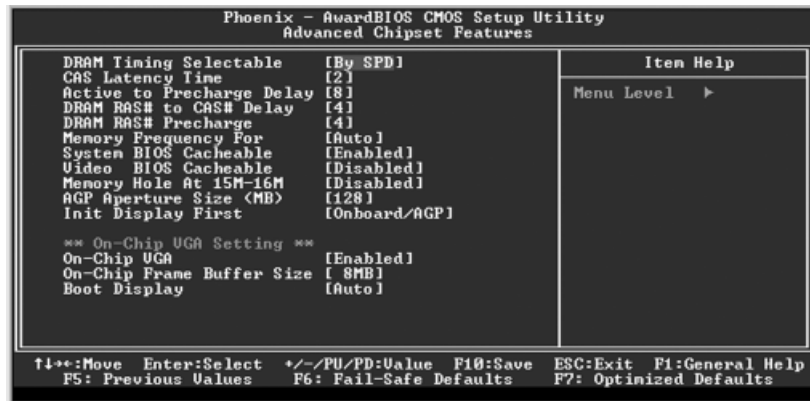 Phoenix - AwardBIOS CMOS Setup Utility
Advanced Chipset Features
DRAM Timing Selectable [By SPD]
CAS Latency Time [2]
Active to Precharge Delay [8]
DRAM RAS# to CAS# Delay [4]
DRAM RAS# Precharge [4]
Memory Frequency For [Auto]
System BIOS Cacheable [Enabled]
Video BIOS Cacheable [Disabled]
Memory Hole At 15M-16M [Disabled]
AGP Aperture Size (MB) [128]
Init Display First [Onboard/AGP]
** On-Chip VGA Setting **
On-Chip VGA [Enabled]
On-Chip Frame Buffer Size [ 8MB]
Boot Display [Auto]
Item Help
Menu Level ▶
↑↓→←:Move Enter:Select +/-/PU/PD:Value F10:Save ESC:Exit F1:General Help
F5: Previous Values F6: Fail-Safe Defaults F7: Optimized Defaults